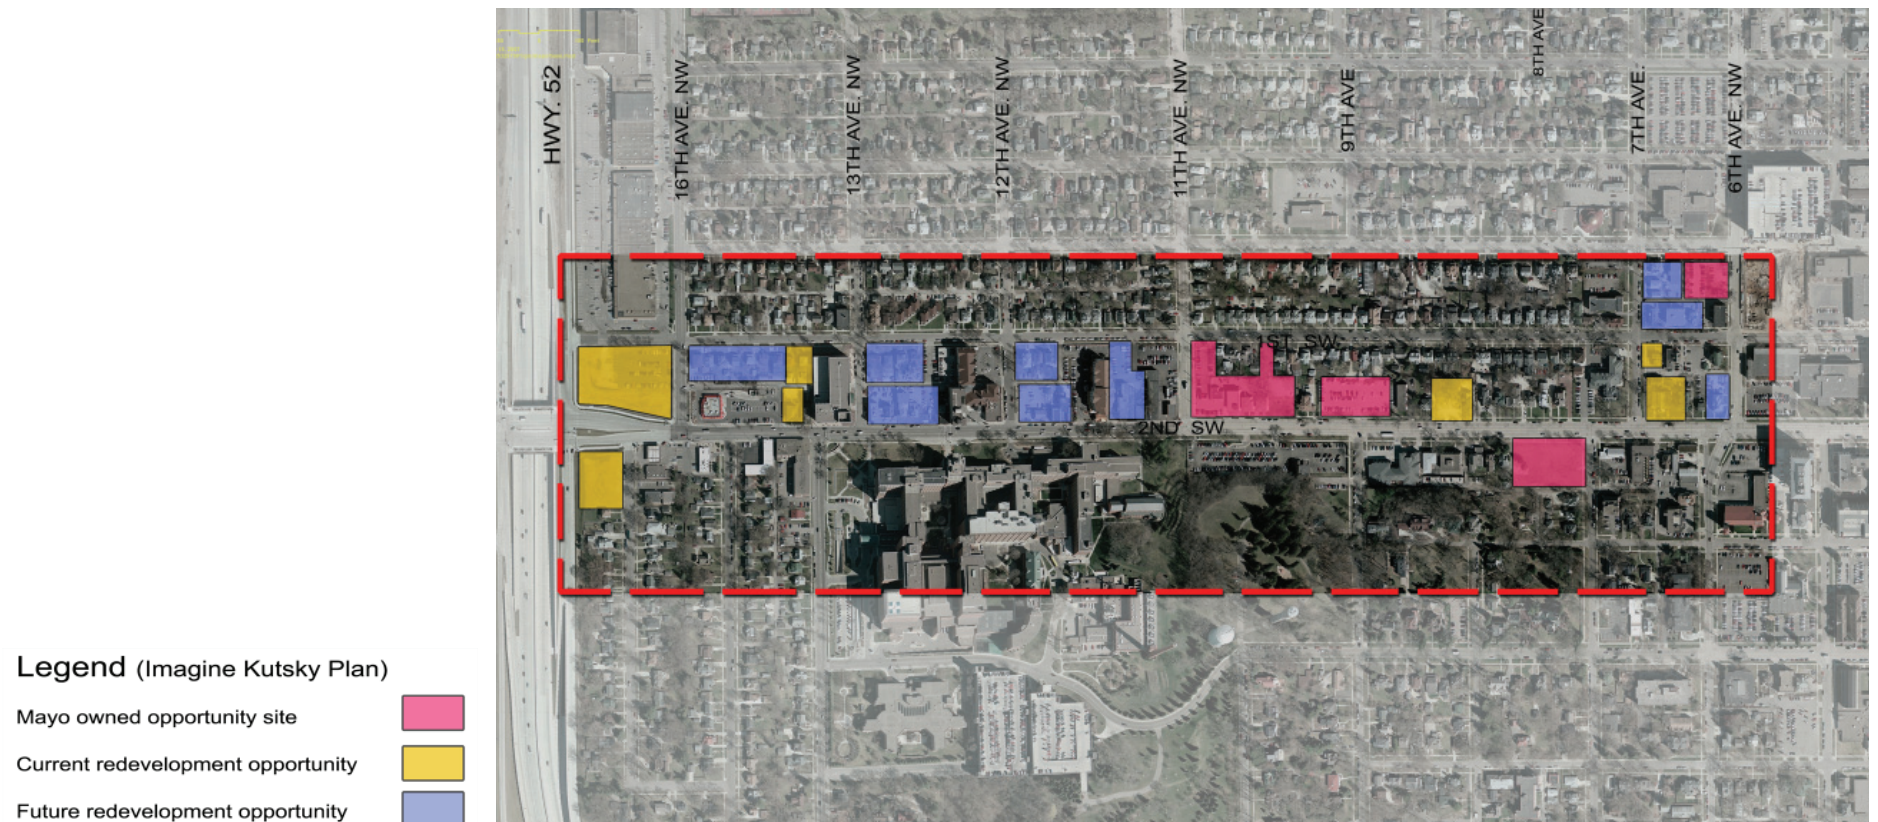 HWY. 52
16TH AVE. NW
13TH AVE. NW
12TH AVE. NW
11TH AVE. NW
9TH AVE
8TH AVE
7TH AVE.
6TH AVE. NW
1ST SW
2ND SW
Legend (Imagine Kutsky Plan)
Mayo owned opportunity site
Current redevelopment opportunity
Future redevelopment opportunity